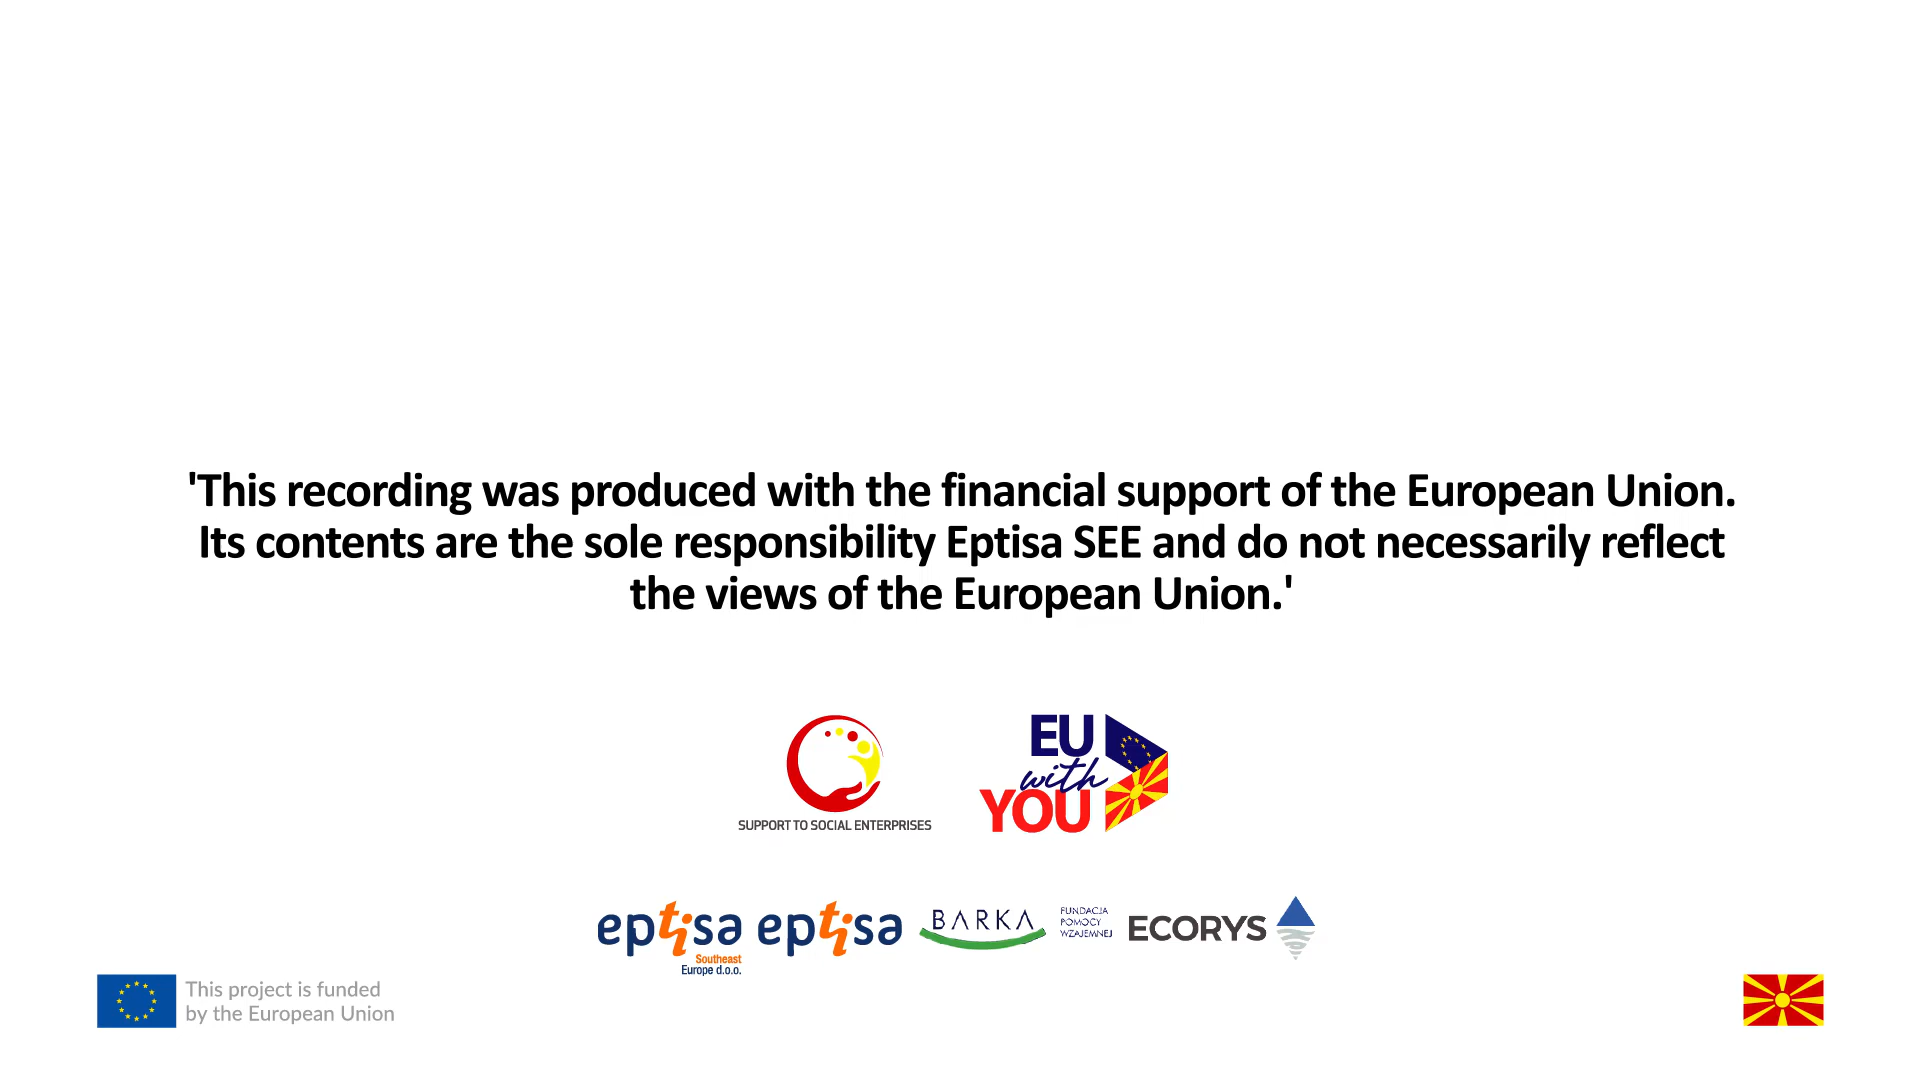 'This recording was produced with the financial support of the European Union.
Its contents are the sole responsibility Eptisa SEE and do not necessarily reflect
the views of the European Union.'
SUPPORT TO SOCIAL ENTERPRISES
EU
with
YOU
eptisa
Southeast
Europe d.o.o.
eptisa
BARKA
FUNDACJA
POMOCY
WZAJEMNEJ
ECORYS
This project is funded
by the European Union